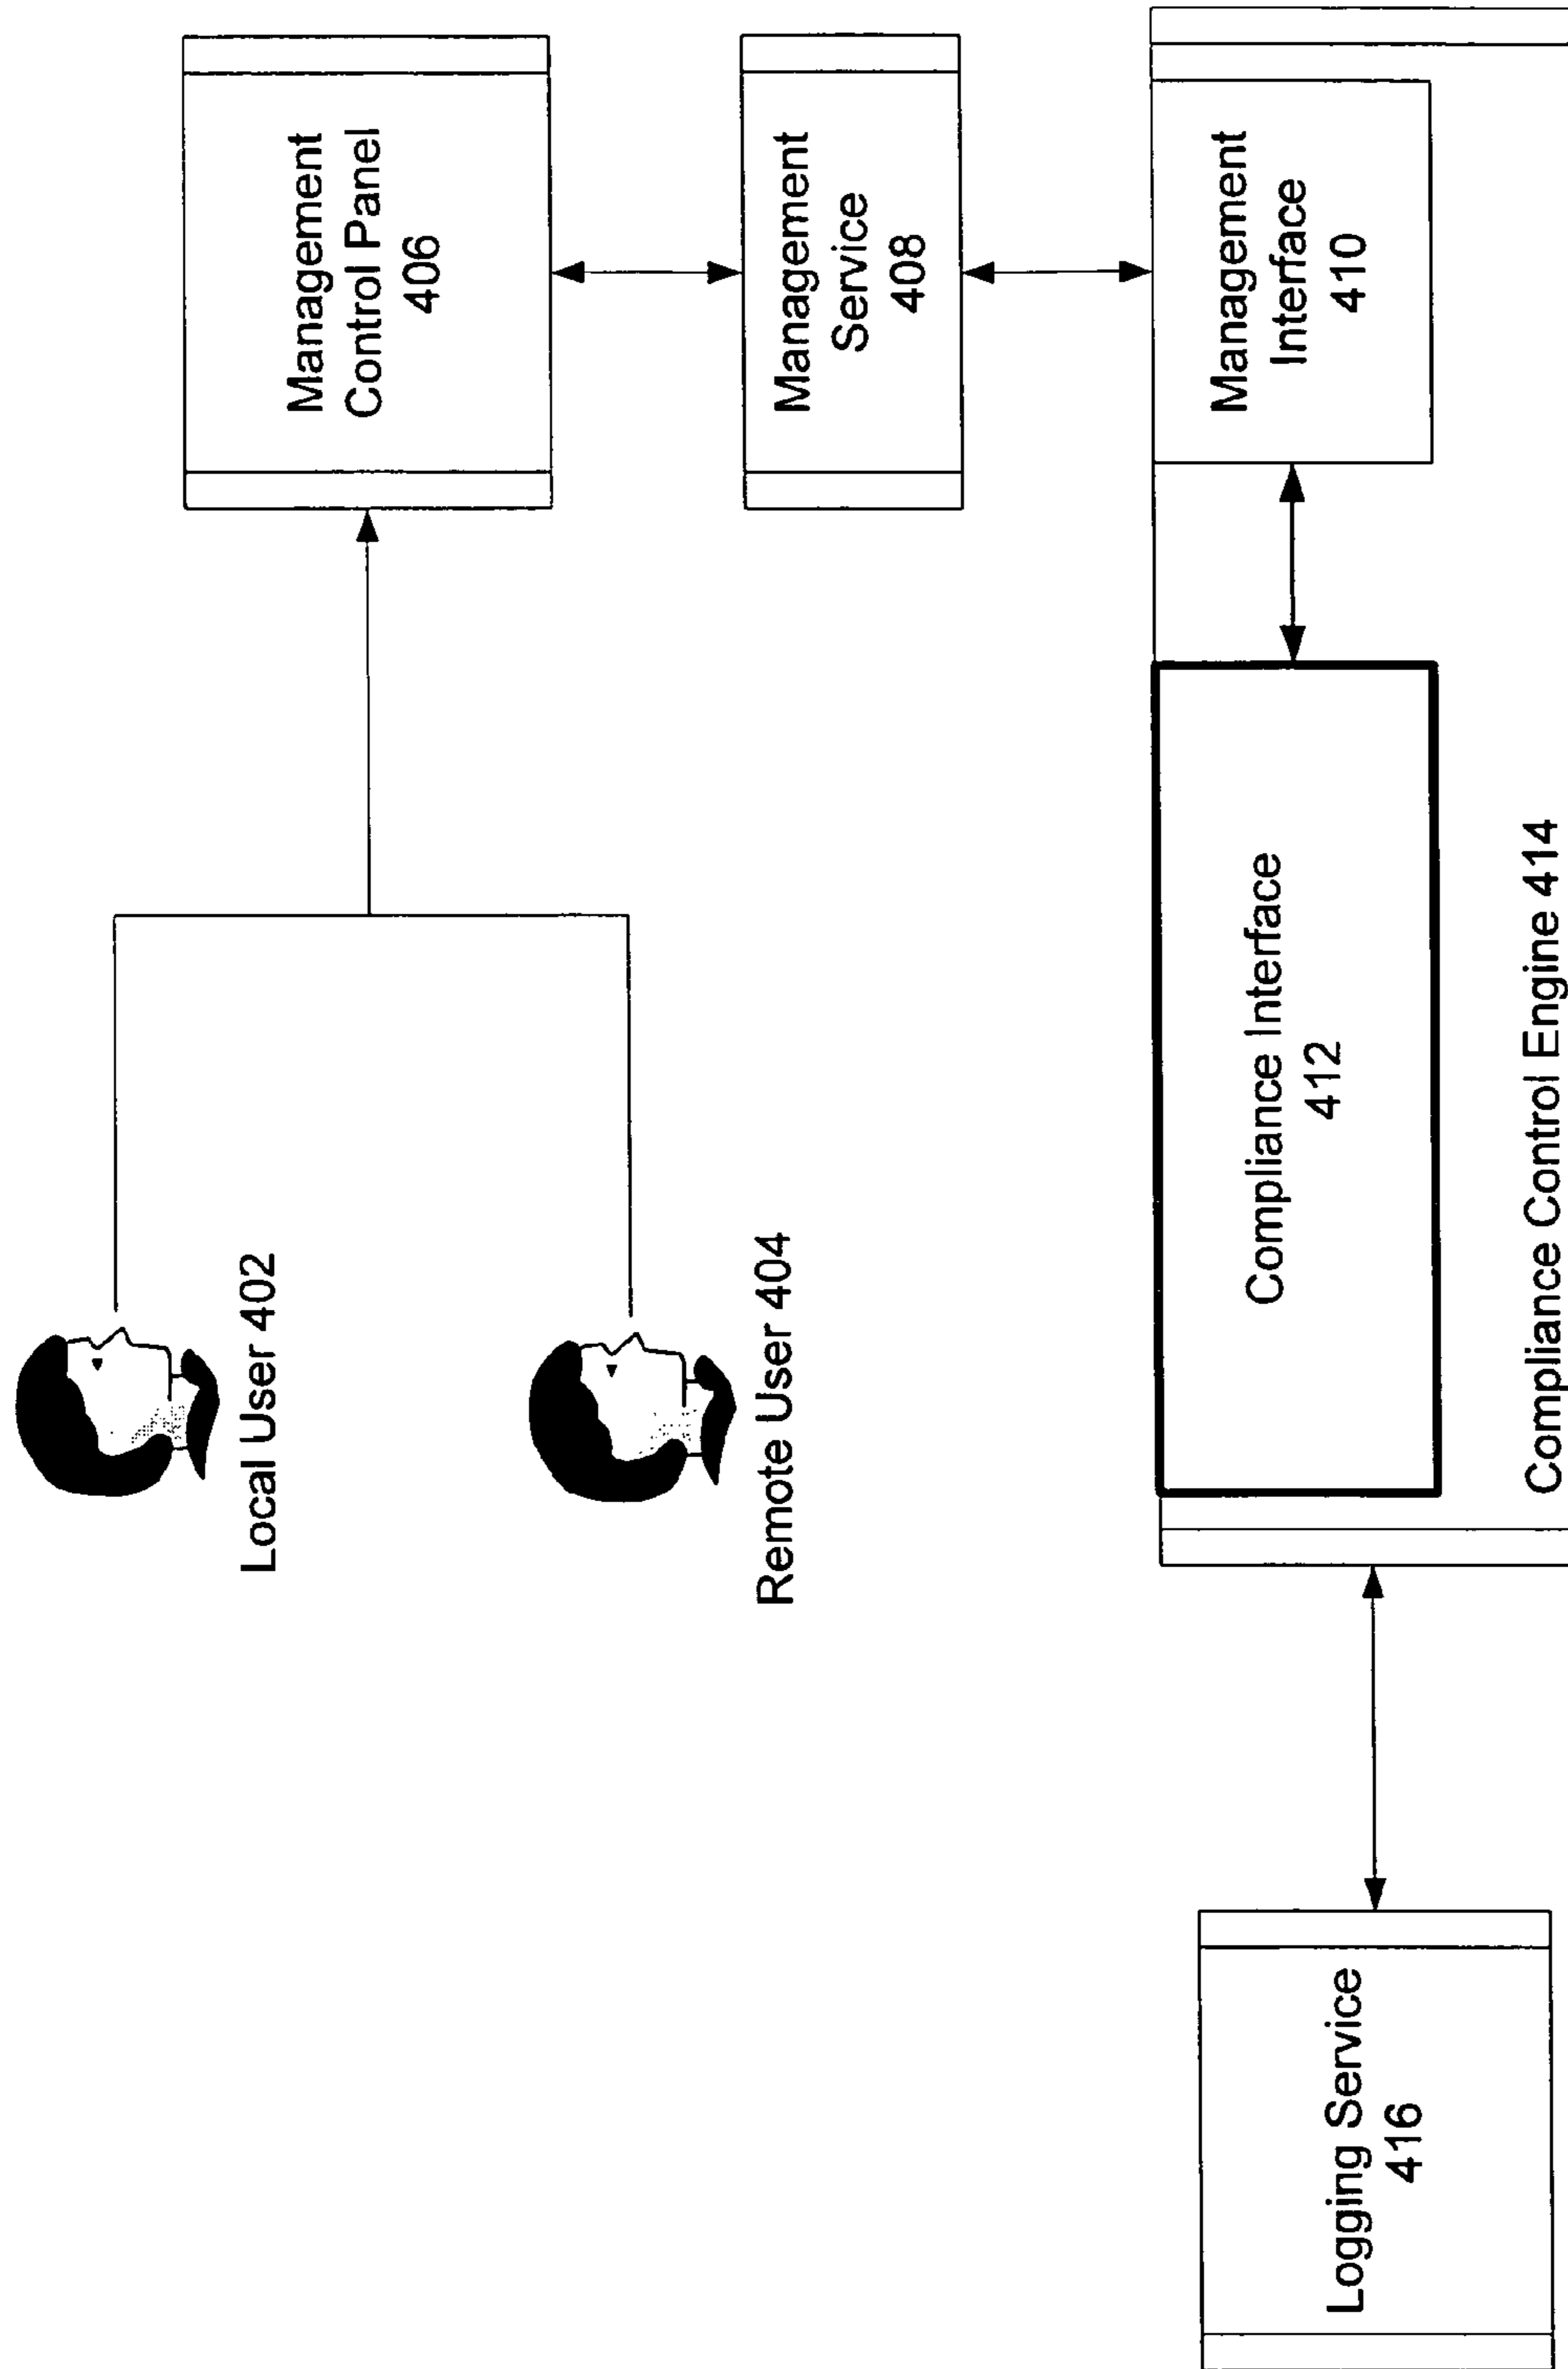 Local User 402
Remote User 404
Management
Control Panel
406
Management
Service
408
Management
Interface
410
Compliance Interface
412
Compliance Control Engine 414
Logging Service
416